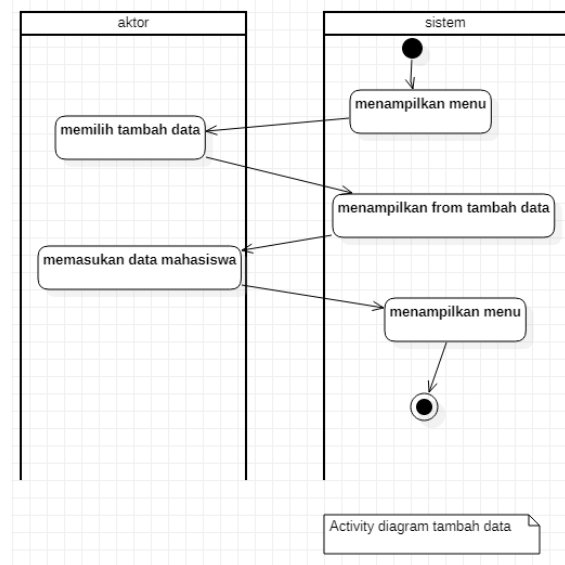 aktor
sistem
menampilkan menu
memilih tambah data
menampilkan from tambah data
memasukan data mahasiswa
menampilkan menu
Activity diagram tambah data